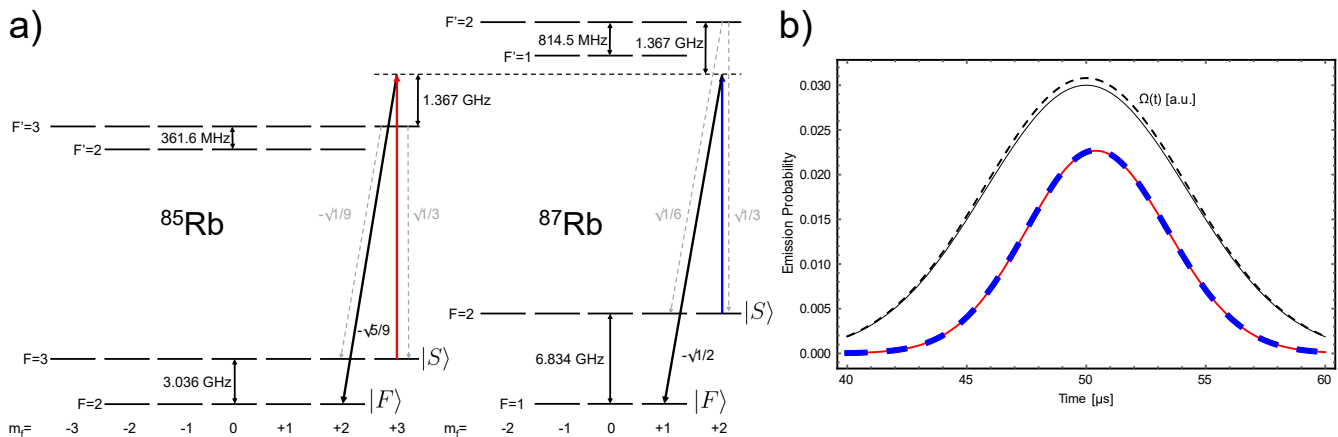 a)
F'=3
361.6 MHz
F'=2
1.367 GHz
⁸⁵Rb
-√1/9
√1/3
-√5/9
F=3
|S⟩
3.036 GHz
F=2
|F⟩
m_f=
-3
-2
-1
0
+1
+2
+3
F'=2
814.5 MHz
1.367 GHz
F'=1
⁸⁷Rb
√1/6
√1/3
F=2
|S⟩
6.834 GHz
-√1/2
F=1
|F⟩
m_f=
-2
-1
0
+1
+2
b)
0.030
0.025
0.020
0.015
0.010
0.005
0.000
Emission Probability
Ω(t) [a.u.]
40
45
50
55
60
Time [µs]